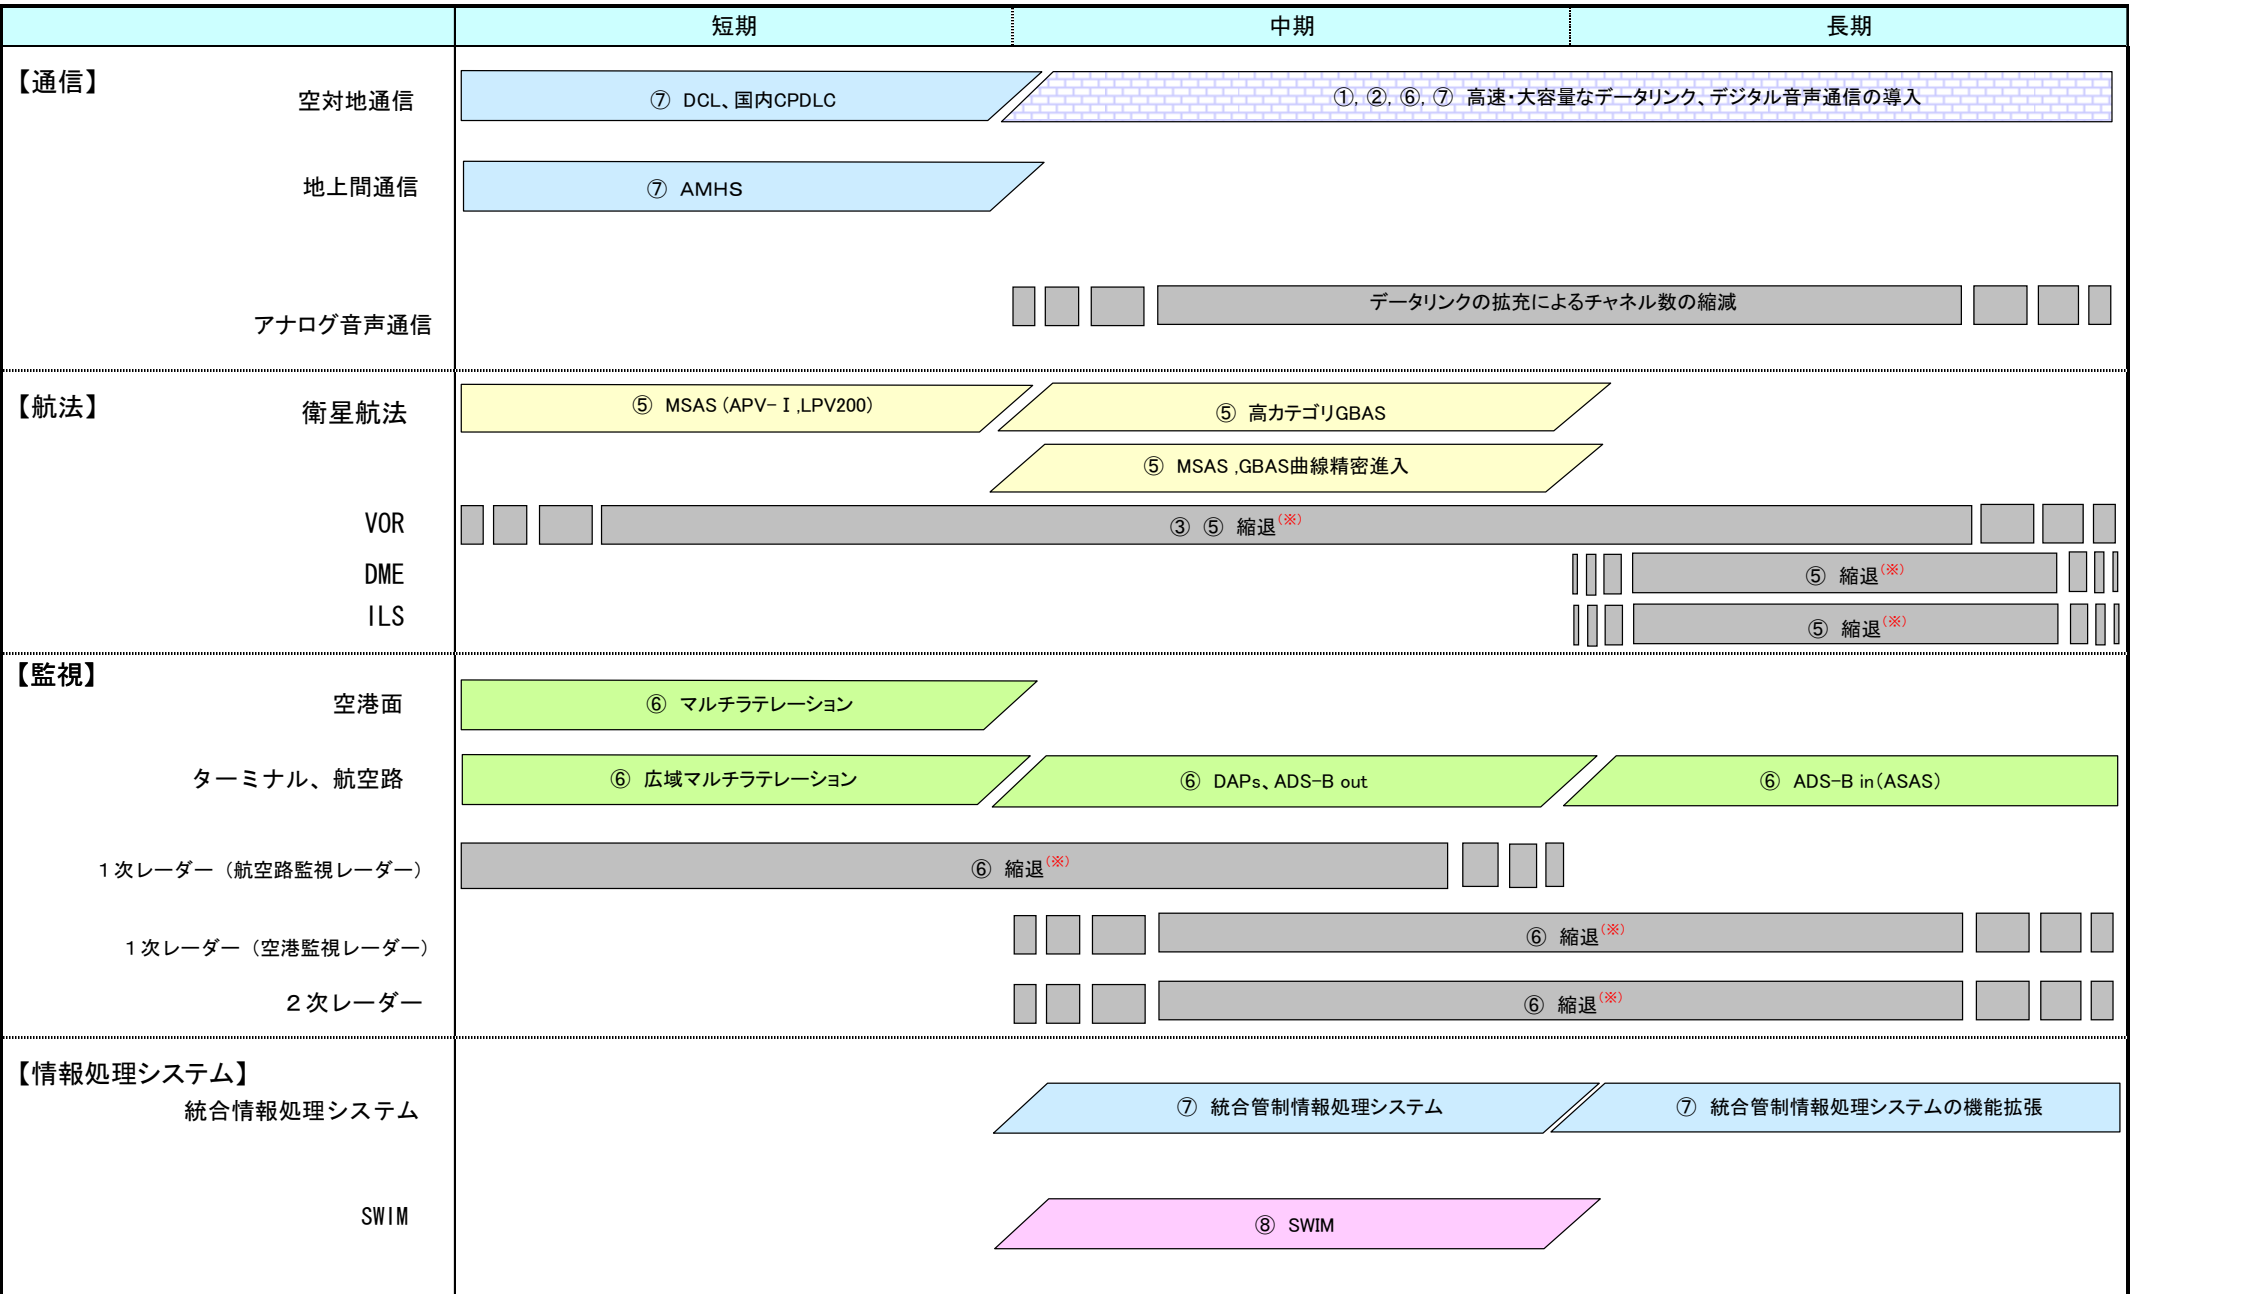 短期 中期 長期
【通信】
空対地通信 ⑦ DCL、国内CPDLC ①, ②, ⑥, ⑦ 高速・大容量なデータリンク、デジタル音声通信の導入
地上間通信 ⑦ AMHS
アナログ音声通信 データリンクの拡充によるチャネル数の縮減
【航法】 衛星航法 ⑤ MSAS (APV-Ⅰ,LPV200) ⑤ 高カテゴリGBAS
⑤ MSAS ,GBAS曲線精密進入
VOR ③ ⑤ 縮退(※)
DME ⑤ 縮退(※)
ILS ⑤ 縮退(※)
【監視】
空港面 ⑥ マルチラテレーション
ターミナル、航空路 ⑥ 広域マルチラテレーション ⑥ DAPs、ADS-B out ⑥ ADS-B in(ASAS)
1次レーダー（航空路監視レーダー） ⑥ 縮退(※)
1次レーダー（空港監視レーダー） ⑥ 縮退(※)
2次レーダー ⑥ 縮退(※)
【情報処理システム】
統合情報処理システム ⑦ 統合管制情報処理システム ⑦ 統合管制情報処理システムの機能拡張
SWIM ⑧ SWIM